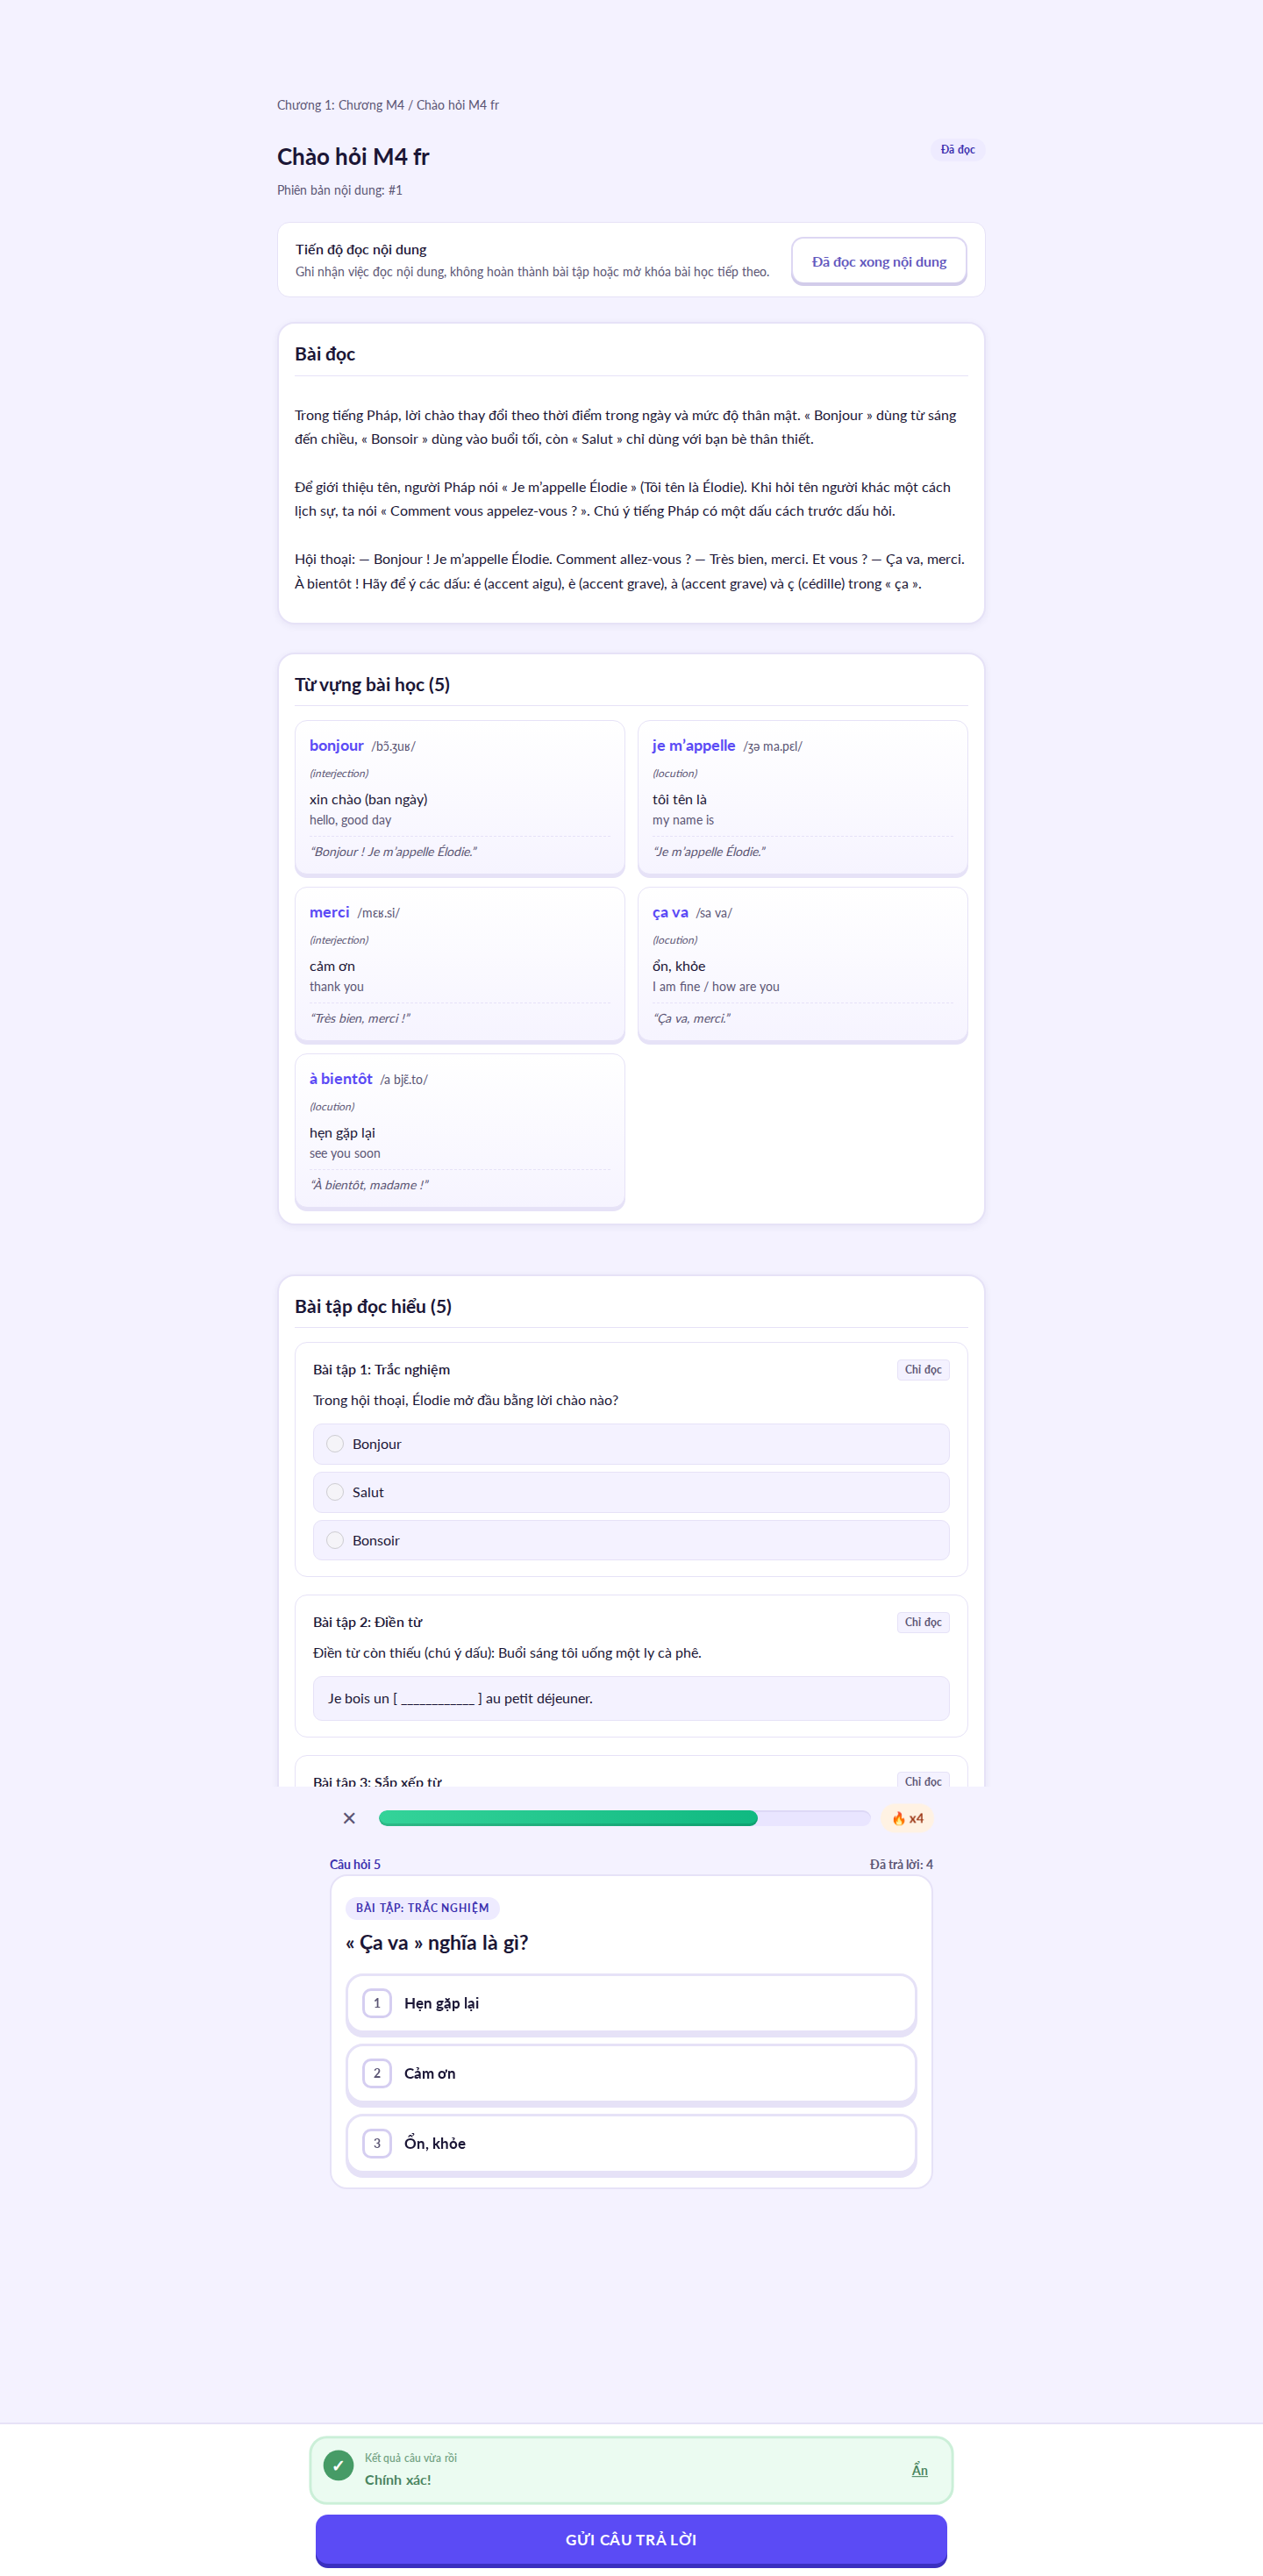 Chương 1: Chương M4 / Chào hỏi M4 fr
Chào hỏi M4 fr
Đã đọc
Phiên bản nội dung: #1
Tiến độ đọc nội dung
Ghi nhận việc đọc nội dung, không hoàn thành bài tập hoặc mở khóa bài học tiếp theo.
Đã đọc xong nội dung
Bài đọc
Trong tiếng Pháp, lời chào thay đổi theo thời điểm trong ngày và mức độ thân mật. « Bonjour » dùng từ sáng
đến chiều, « Bonsoir » dùng vào buổi tối, còn « Salut » chỉ dùng với bạn bè thân thiết.
Để giới thiệu tên, người Pháp nói « Je m’appelle Élodie » (Tôi tên là Élodie). Khi hỏi tên người khác một cách
lịch sự, ta nói « Comment vous appelez-vous ? ». Chú ý tiếng Pháp có một dấu cách trước dấu hỏi.
Hội thoại: — Bonjour ! Je m’appelle Élodie. Comment allez-vous ? — Très bien, merci. Et vous ? — Ça va, merci.
À bientôt ! Hãy để ý các dấu: é (accent aigu), è (accent grave), à (accent grave) và ç (cédille) trong « ça ».
Từ vựng bài học (5)
bonjour /bɔ̃.ʒuʁ/
(interjection)
xin chào (ban ngày)
hello, good day
“Bonjour ! Je m’appelle Élodie.”
je m’appelle /ʒə ma.pɛl/
(locution)
tôi tên là
my name is
“Je m’appelle Élodie.”
merci /mɛʁ.si/
(interjection)
cảm ơn
thank you
“Très bien, merci !”
ça va /sa va/
(locution)
ổn, khỏe
I am fine / how are you
“Ça va, merci.”
à bientôt /a bjɛ̃.to/
(locution)
hẹn gặp lại
see you soon
“À bientôt, madame !”
Bài tập đọc hiểu (5)
Bài tập 1: Trắc nghiệm
Chỉ đọc
Trong hội thoại, Élodie mở đầu bằng lời chào nào?
Bonjour
Salut
Bonsoir
Bài tập 2: Điền từ
Chỉ đọc
Điền từ còn thiếu (chú ý dấu): Buổi sáng tôi uống một ly cà phê.
Je bois un [ ____________ ] au petit déjeuner.
Bài tập 3: Sắp xếp từ
Chỉ đọc
✕
🔥 x4
Câu hỏi 5
Đã trả lời: 4
BÀI TẬP: TRẮC NGHIỆM
« Ça va » nghĩa là gì?
1 Hẹn gặp lại
2 Cảm ơn
3 Ổn, khỏe
✓
Kết quả câu vừa rồi
Chính xác!
Ẩn
GỬI CÂU TRẢ LỜI